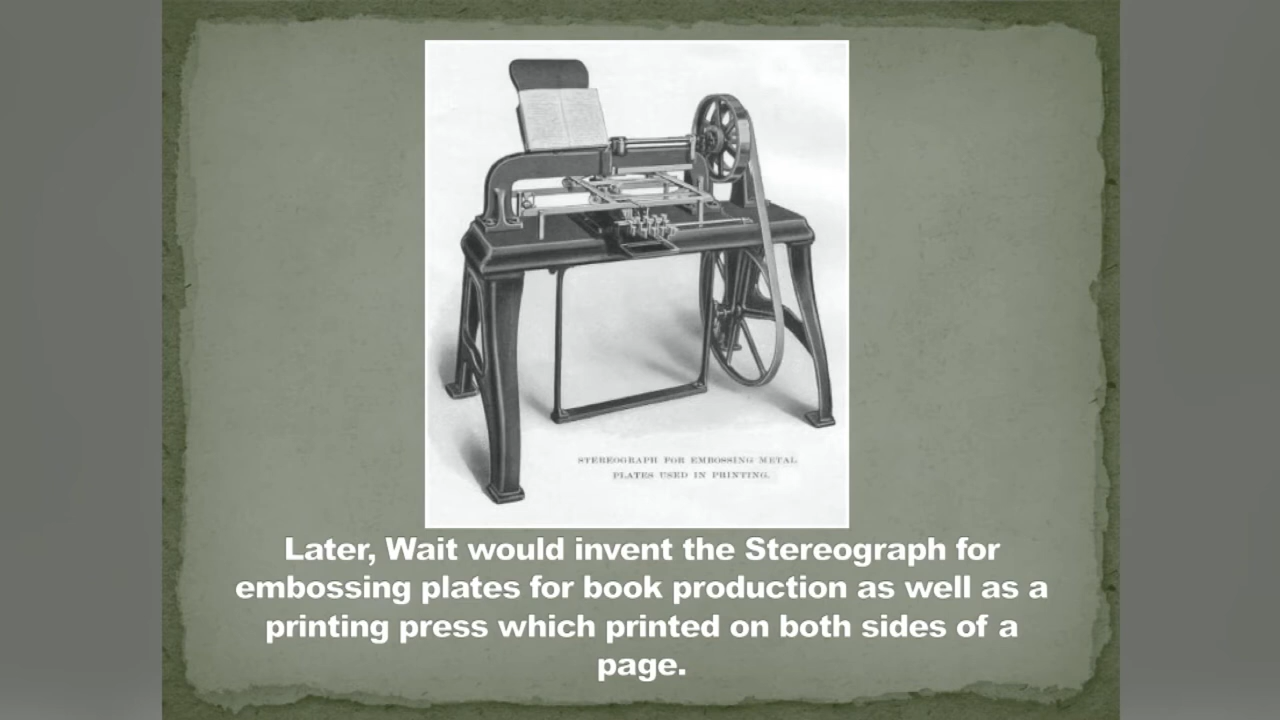 STEREOGRAPH FOR EMBOSSING METAL
PLATES USED IN PRINTING.
Later, Wait would invent the Stereograph for
embossing plates for book production as well as a
printing press which printed on both sides of a
page.